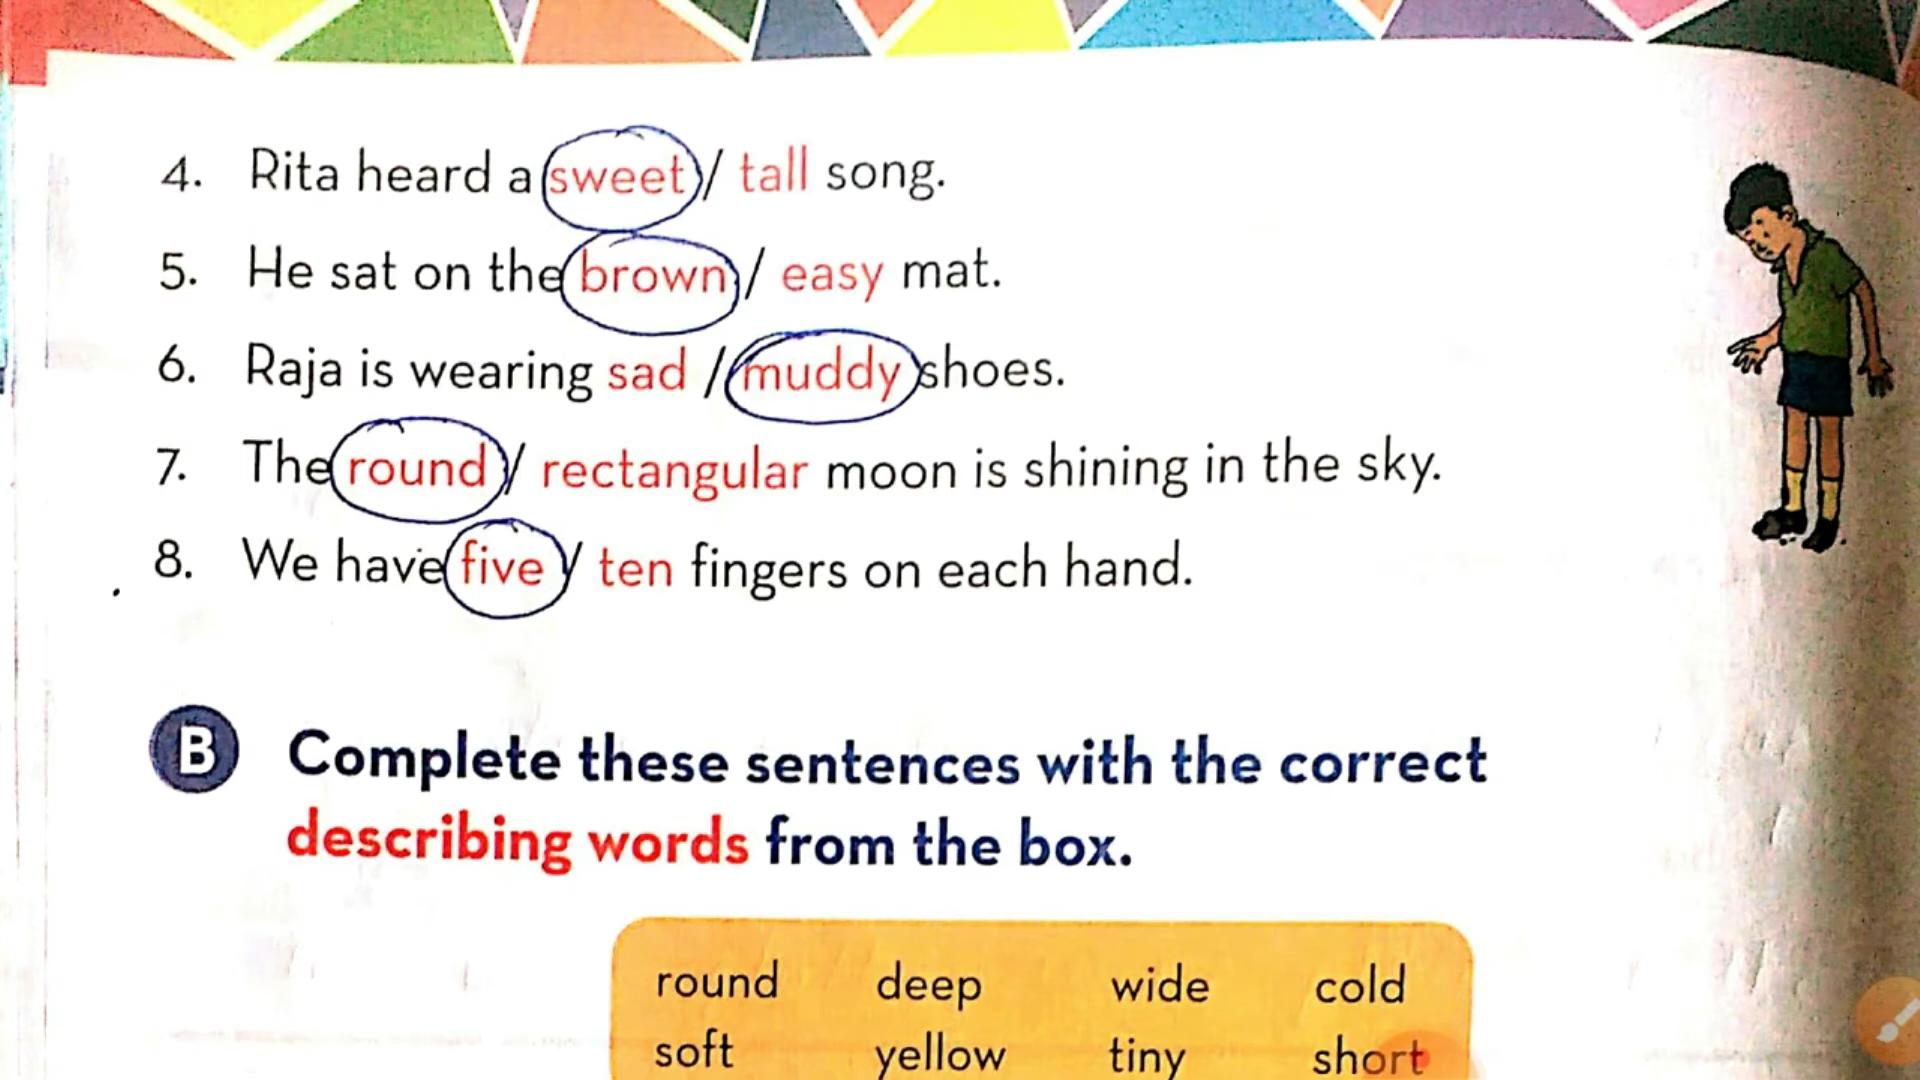 4. Rita heard a sweet / tall song.
5. He sat on the brown / easy mat.
6. Raja is wearing sad / muddy shoes.
7. The round / rectangular moon is shining in the sky.
8. We have five / ten fingers on each hand.
B Complete these sentences with the correct
describing words from the box.
round deep wide cold
soft yellow tiny short